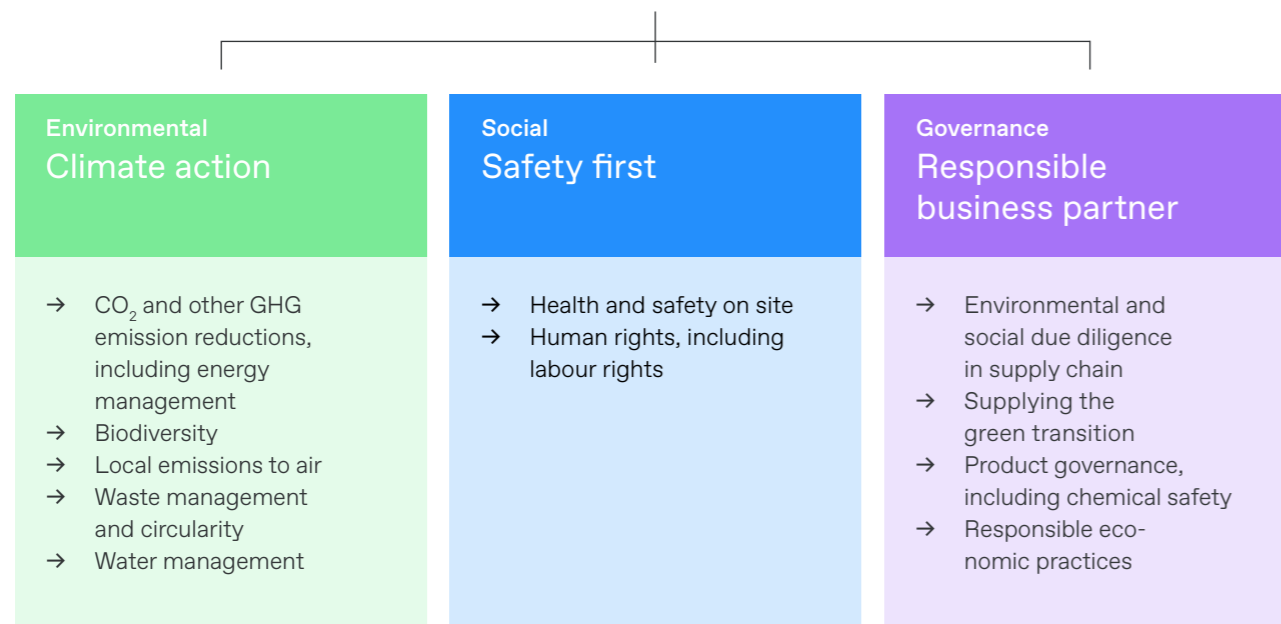 Environmental
Climate action
→ CO₂ and other GHG
emission reductions,
including energy
management
→ Biodiversity
→ Local emissions to air
→ Waste management
and circularity
→ Water management
Social
Safety first
→ Health and safety on site
→ Human rights, including
labour rights
Governance
Responsible
business partner
→ Environmental and
social due diligence
in supply chain
→ Supplying the
green transition
→ Product governance,
including chemical safety
→ Responsible eco-
nomic practices